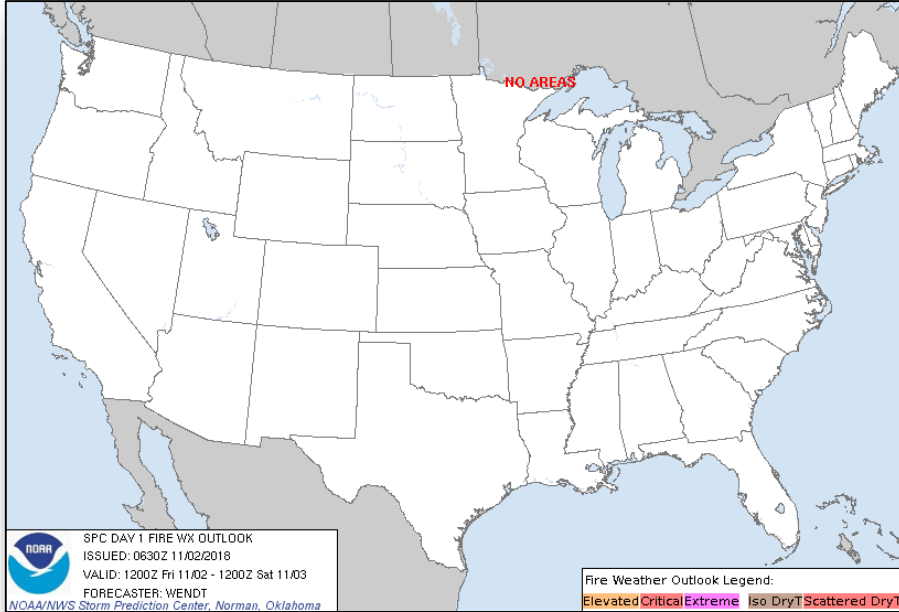 NO AREAS
SPC DAY 1 FIRE WX OUTLOOK
ISSUED: 0630Z 11/02/2018
VALID: 1200Z Fri 11/02 - 1200Z Sat 11/03
FORECASTER: WENDT
NOAA/NWS Storm Prediction Center, Norman, Oklahoma
NOAA
Fire Weather Outlook Legend:
Elevated Critical Extreme Iso DryT Scattered DryT